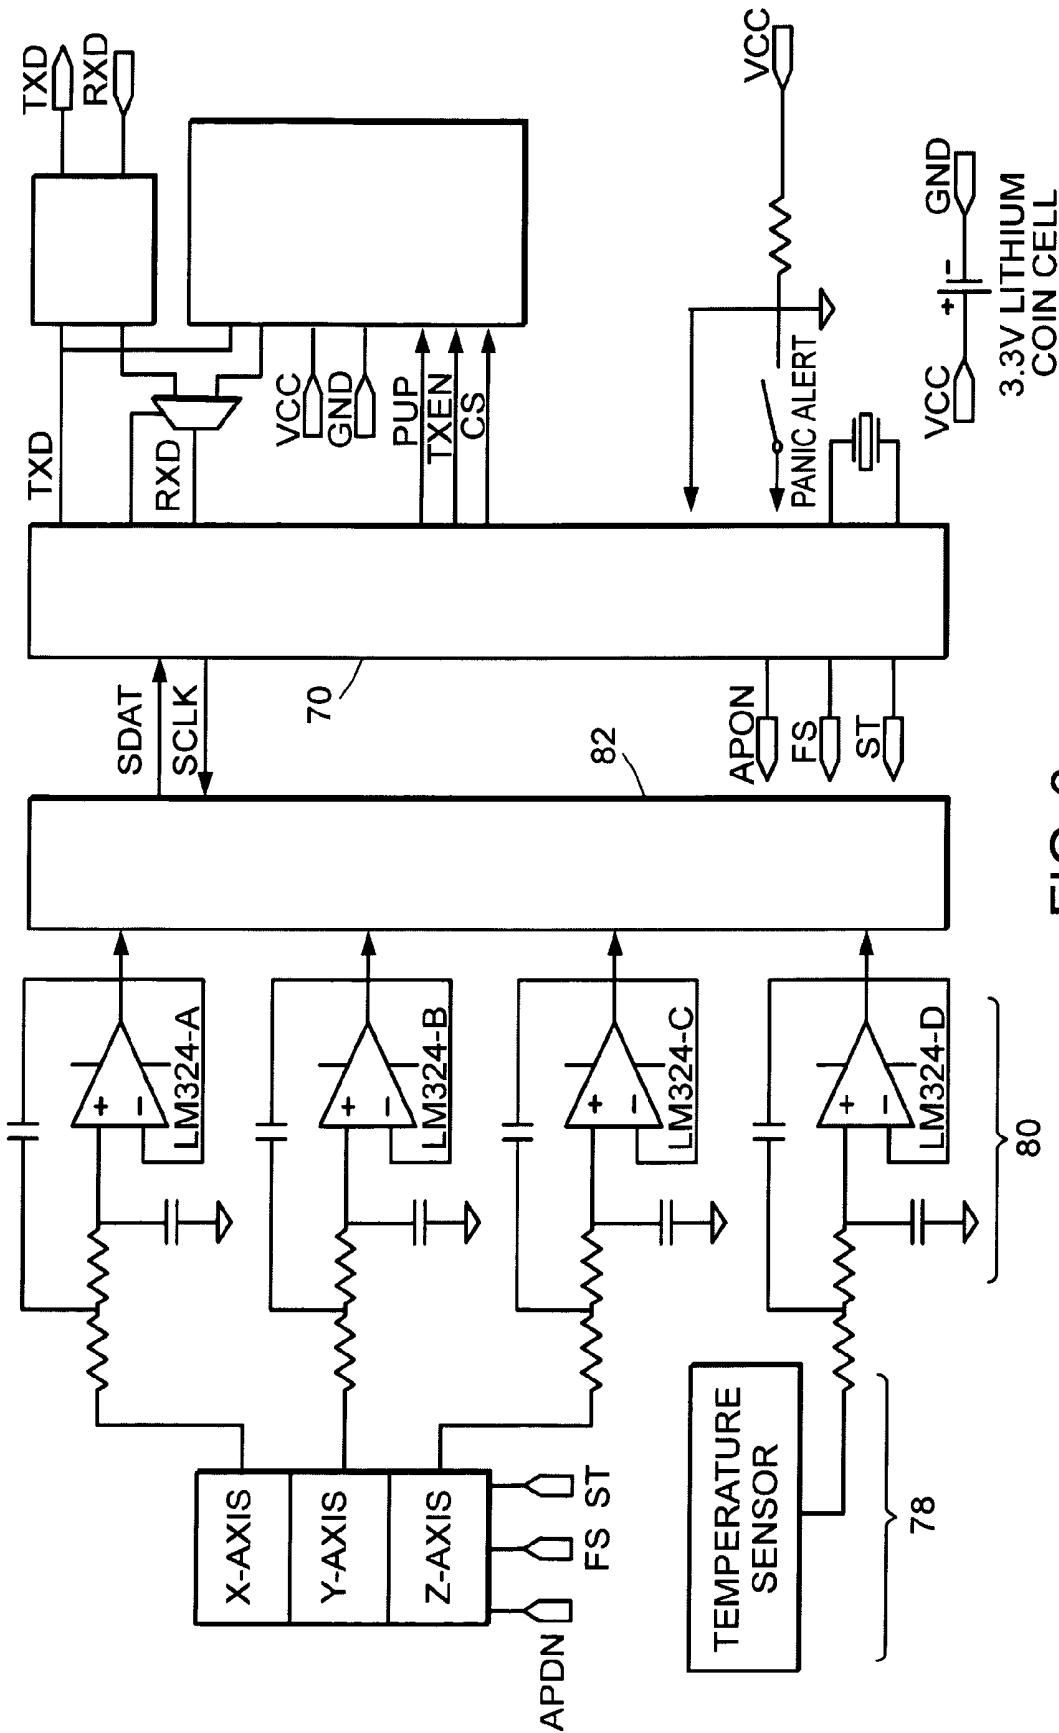 X-AXIS
Y-AXIS
Z-AXIS
APDN
FS
ST
TEMPERATURE
SENSOR
78
+
−
LM324-A
+
−
LM324-B
+
−
LM324-C
+
−
LM324-D
80
82
SDAT
SCLK
70
APON
FS
ST
TXD
RXD
VCC
GND
PUP
TXEN
CS
PANIC ALERT
TXD
RXD
VCC
VCC
+
-
GND
3.3V LITHIUM
COIN CELL